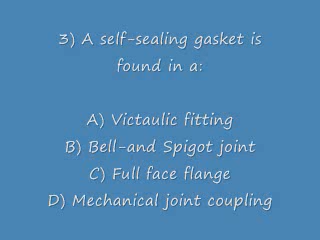 3) A self-sealing gasket is
found in a:
A) Victaulic fitting
B) Bell-and Spigot joint
C) Full face flange
D) Mechanical joint coupling